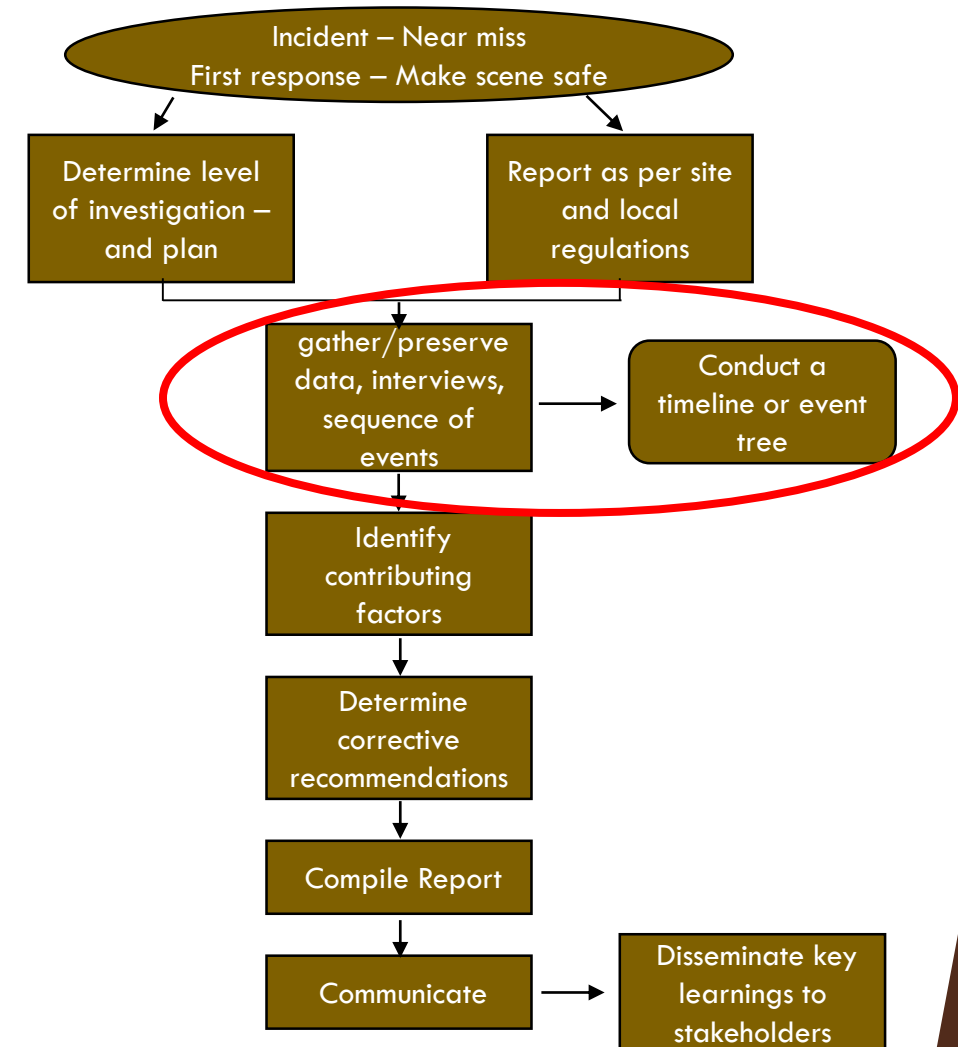 Incident – Near miss
First response – Make scene safe
Determine level
of investigation –
and plan
Report as per site
and local
regulations
gather/preserve
data, interviews,
sequence of
events
Conduct a
timeline or event
tree
Identify
contributing
factors
Determine
corrective
recommendations
Compile Report
Communicate
Disseminate key
learnings to
stakeholders